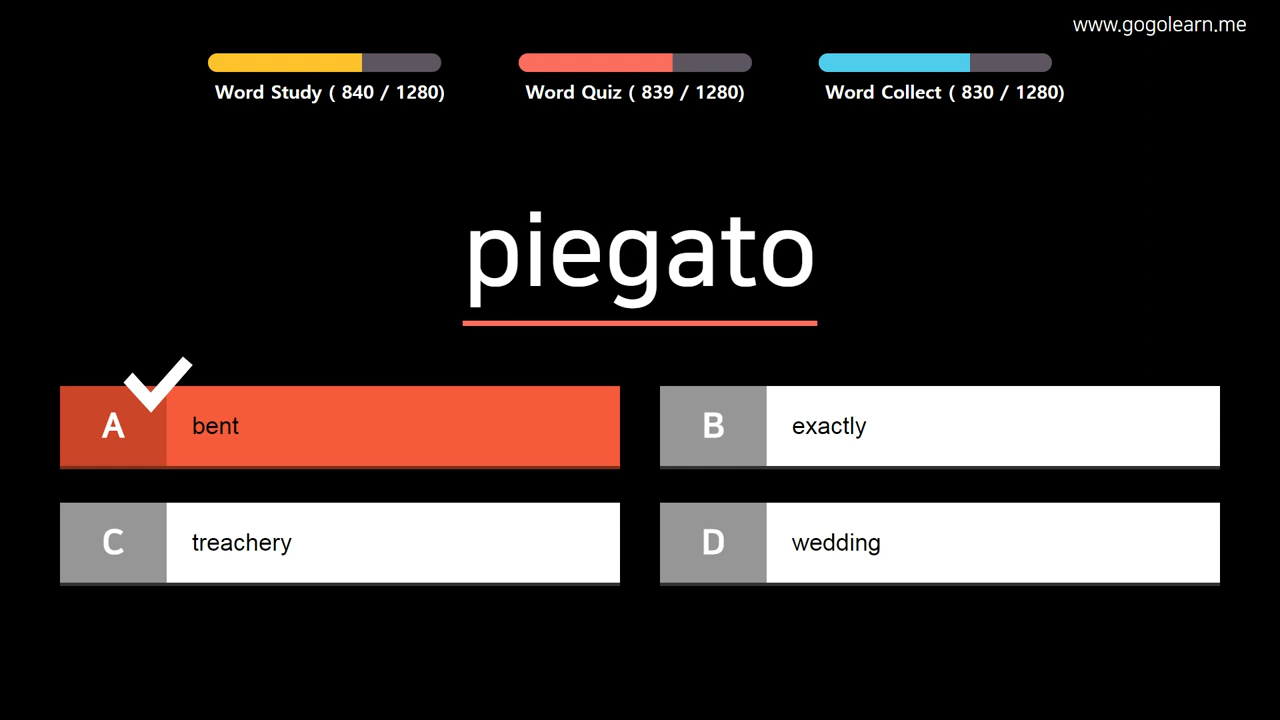 www.gogolearn.me
Word Study ( 840 / 1280)
Word Quiz ( 839 / 1280)
Word Collect ( 830 / 1280)
piegato
A bent
B exactly
C treachery
D wedding